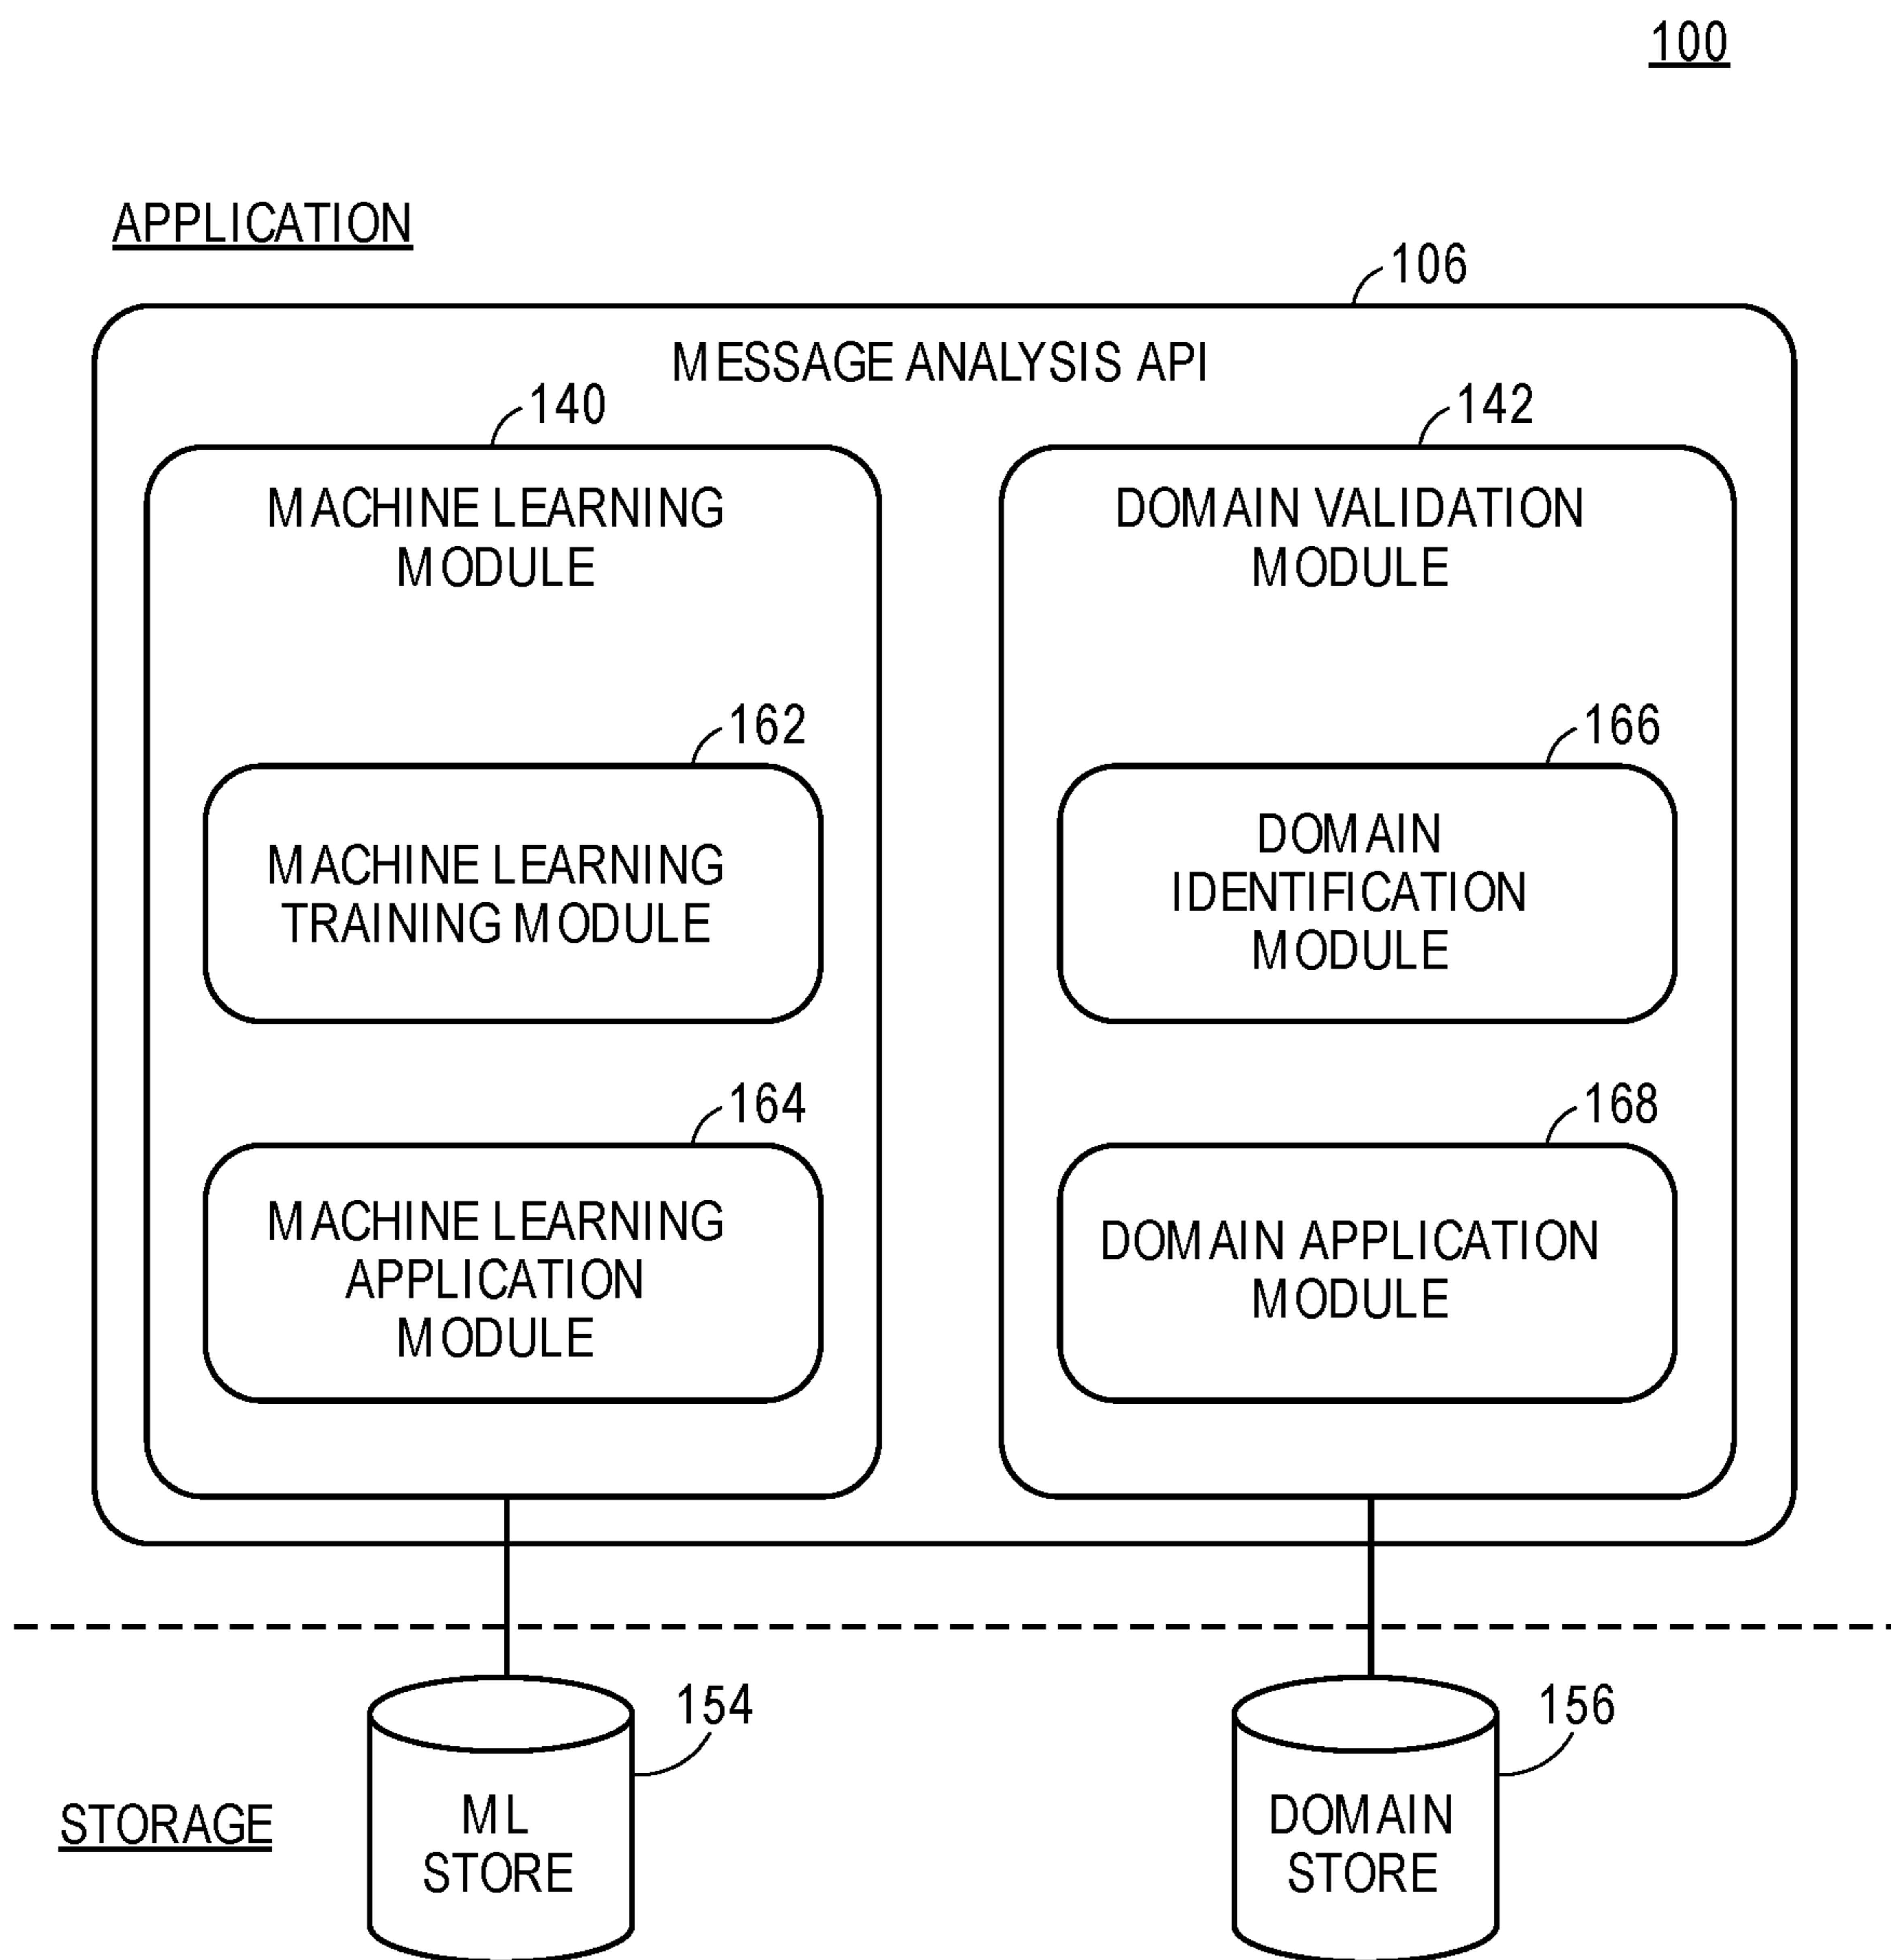 100
APPLICATION
106
MESSAGE ANALYSIS API
140
142
MACHINE LEARNING
MODULE
DOMAIN VALIDATION
MODULE
162
166
MACHINE LEARNING
TRAINING MODULE
DOMAIN
IDENTIFICATION
MODULE
164
168
MACHINE LEARNING
APPLICATION
MODULE
DOMAIN APPLICATION
MODULE
154
156
STORAGE
ML
STORE
DOMAIN
STORE